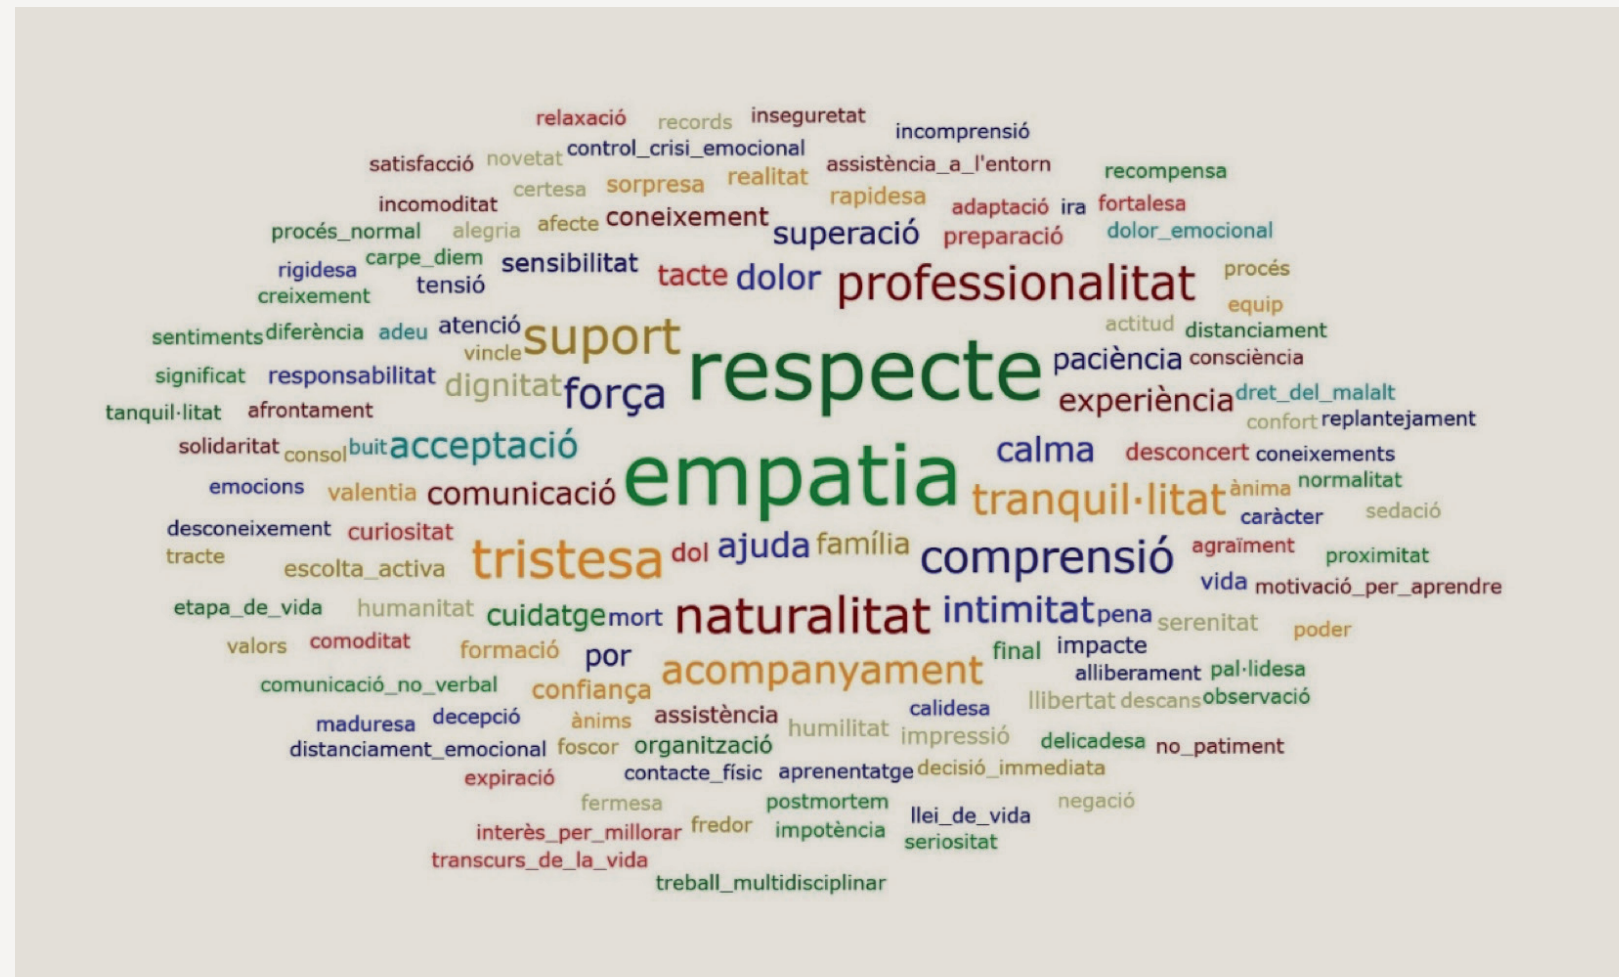 relaxació records inseguretat
incomprensió
satisfacció novetat control_crisi_emocional assistència_a_l'entorn recompensa
certesa sorpresa realitat rapidesa
incomoditat afecte coneixement adaptació ira fortalesa
procés_normal alegria superació preparació dolor_emocional
rigidesa carpe_diem sensibilitat tacte dolor professionalitat procés
creixement tensió equip
sentiments diferència adeu atenció suport actitud distanciament
vincle respecte paciència consciència
significat responsabilitat dignitat força experiència dret_del_malalt
tanquil·litat afrontament confort replantejament
solidaritat consol buit acceptació calma desconcert coneixements
emocions valentia comunicació empatia tranquil·litat ànima normalitat
desconeixement curiositat caràcter sedació
tracte escolta_activa tristesa dol ajuda família comprensió agraïment proximitat
vida motivació_per_aprendre
etapa_de_vida humanitat cuidatge mort naturalitat intimitat pena serenitat poder
valors comoditat formació por final impacte
comunicació_no_verbal confiança acompanyament alliberament pal·lidesa
maduresa decepció ànims assistència humilitat calidesa llibertat descans observació
distanciament_emocional foscor organització impressió delicadesa no_patiment
expiració contacte_físic aprenentatge decisió_immediata
fermesa postmortem negació
interès_per_millorar fredor impotència llei_de_vida
transcurs_de_la_vida seriositat
treball_multidisciplinar